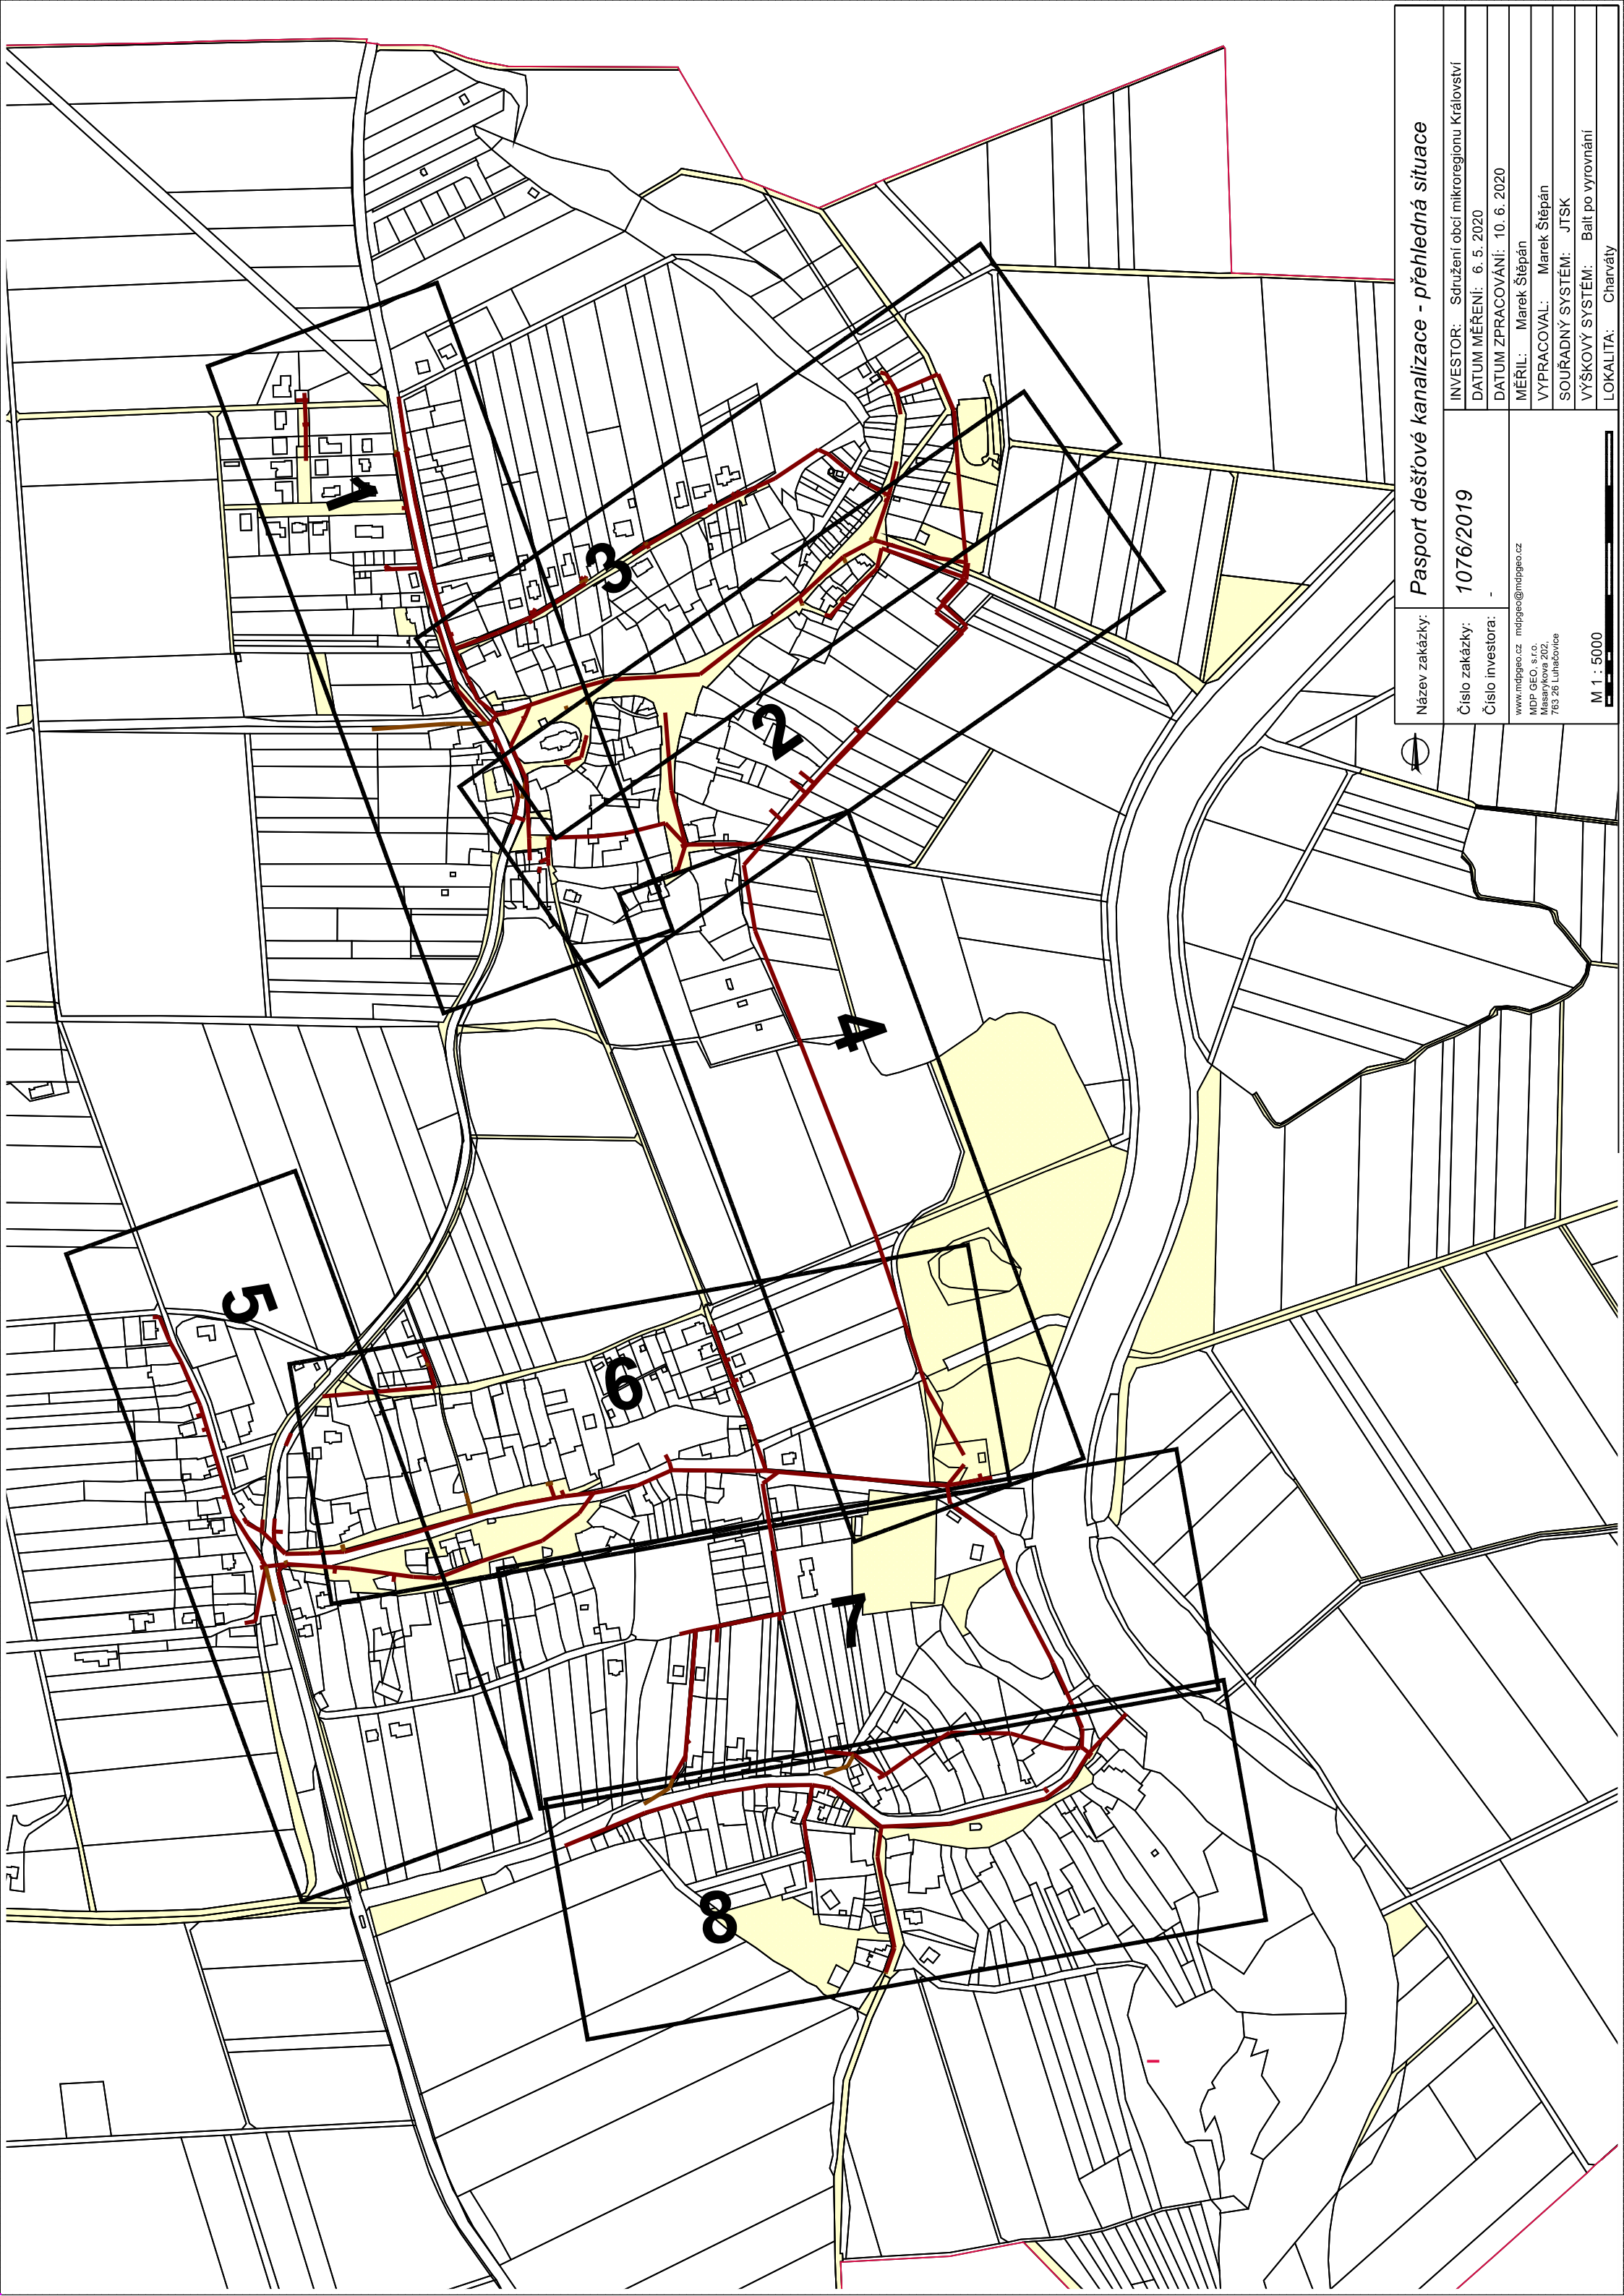 Název zakázky: Pasport dešťové kanalizace - přehledná situace
Číslo zakázky: 1076/2019
Číslo investora: -
INVESTOR: Sdružení obcí mikroregionu Království
DATUM MĚŘENÍ: 6. 5. 2020
DATUM ZPRACOVÁNÍ: 10. 6. 2020
MĚŘIL: Marek Štěpán
VYPRACOVAL: Marek Štěpán
SOUŘADNÝ SYSTÉM: JTSK
VÝŠKOVÝ SYSTÉM: Balt po vyrovnání
LOKALITA: Charváty
www.mdpgeo.cz mdpgeo@mdpgeo.cz
MDP GEO, s.r.o.
Masarykova 202,
763 26 Luhačovice
M 1 : 5000
1
3
2
4
5
6
7
8